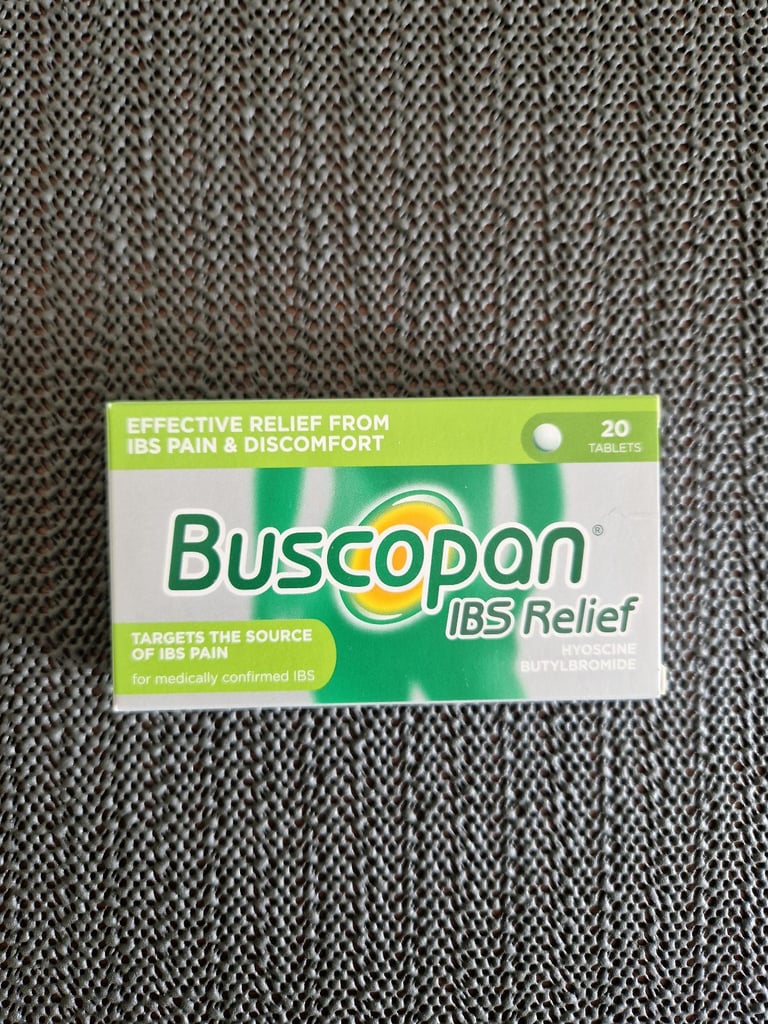 EFFECTIVE RELIEF FROM
IBS PAIN & DISCOMFORT
20
TABLETS
Buscopan®
IBS Relief
HYOSCINE
BUTYLBROMIDE
TARGETS THE SOURCE
OF IBS PAIN
for medically confirmed IBS